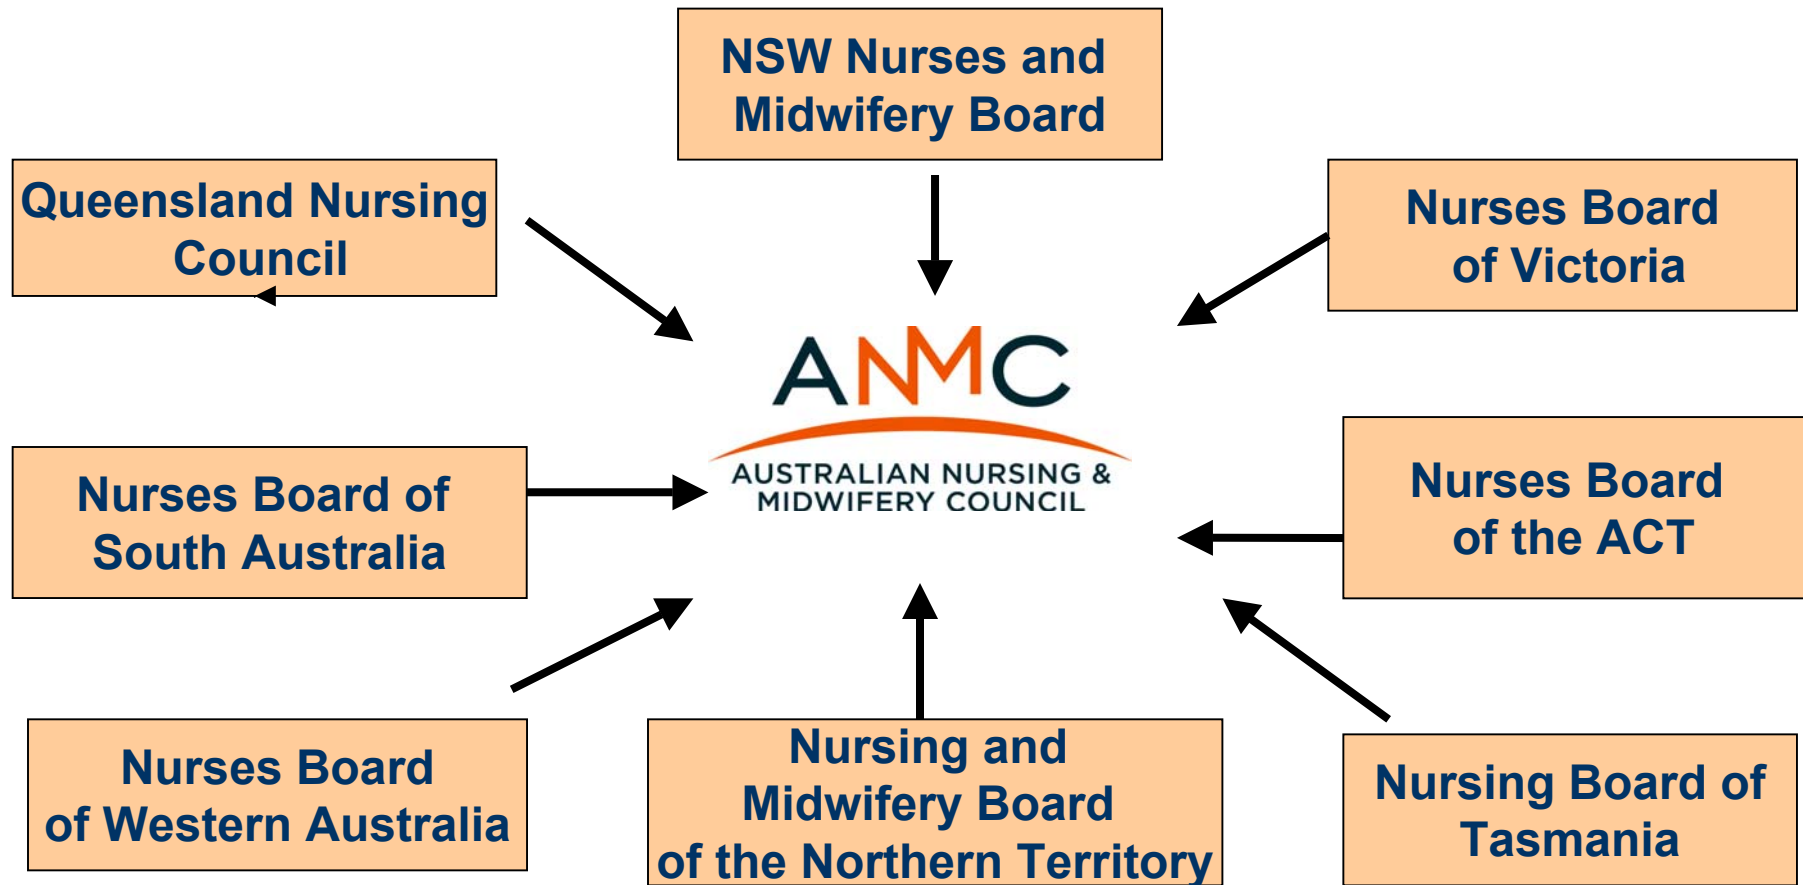 NSW Nurses and
Midwifery Board
Queensland Nursing
Council
Nurses Board
of Victoria
ANMC
AUSTRALIAN NURSING &
MIDWIFERY COUNCIL
Nurses Board of
South Australia
Nurses Board
of the ACT
Nurses Board
of Western Australia
Nursing and
Midwifery Board
of the Northern Territory
Nursing Board of
Tasmania